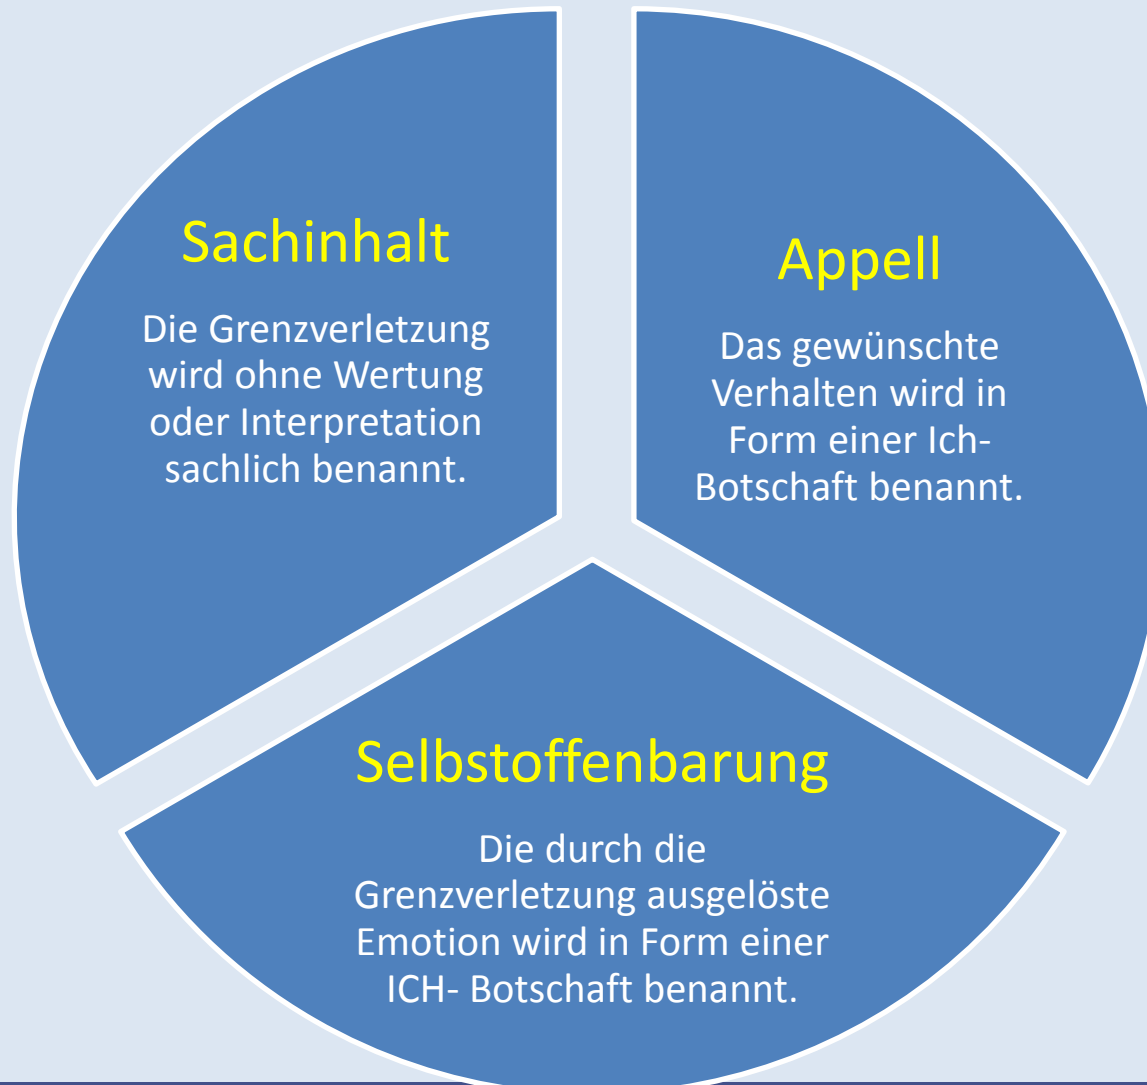 Sachinhalt
Die Grenzverletzung
wird ohne Wertung
oder Interpretation
sachlich benannt.
Appell
Das gewünschte
Verhalten wird in
Form einer Ich-
Botschaft benannt.
Selbstoffenbarung
Die durch die
Grenzverletzung ausgelöste
Emotion wird in Form einer
ICH- Botschaft benannt.